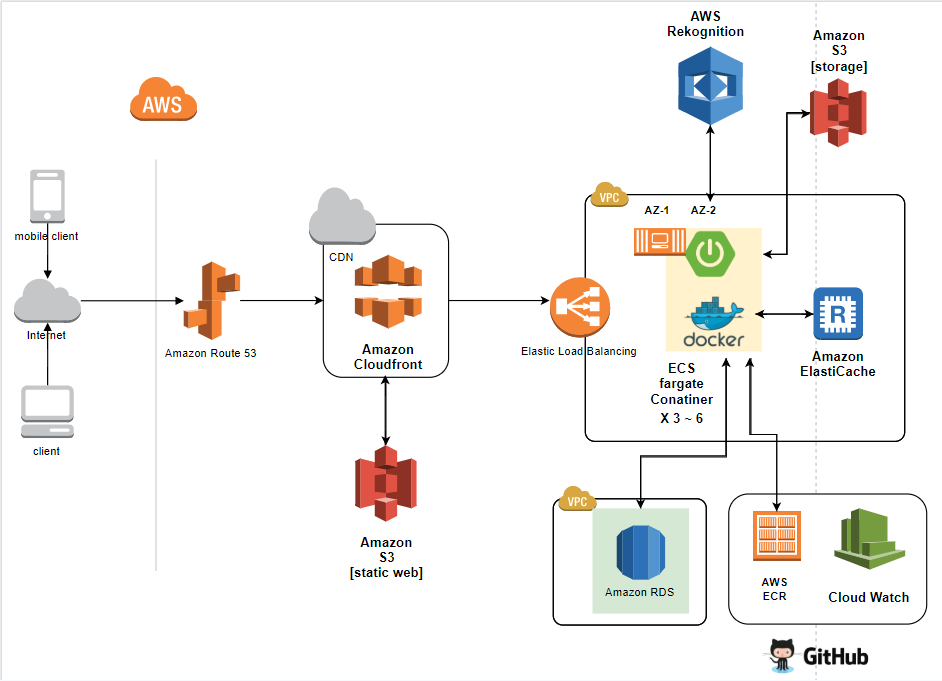 AWS
Rekognition
Amazon
S3
[storage]
AWS
mobile client
Internet
client
Amazon Route 53
CDN
Amazon
Cloudfront
Amazon
S3
[static web]
Elastic Load Balancing
VPC
AZ-1
AZ-2
docker
ECS
fargate
Conatiner
X 3 ~ 6
R
Amazon
ElastiCache
VPC
Amazon RDS
AWS
ECR
Cloud Watch
GitHub